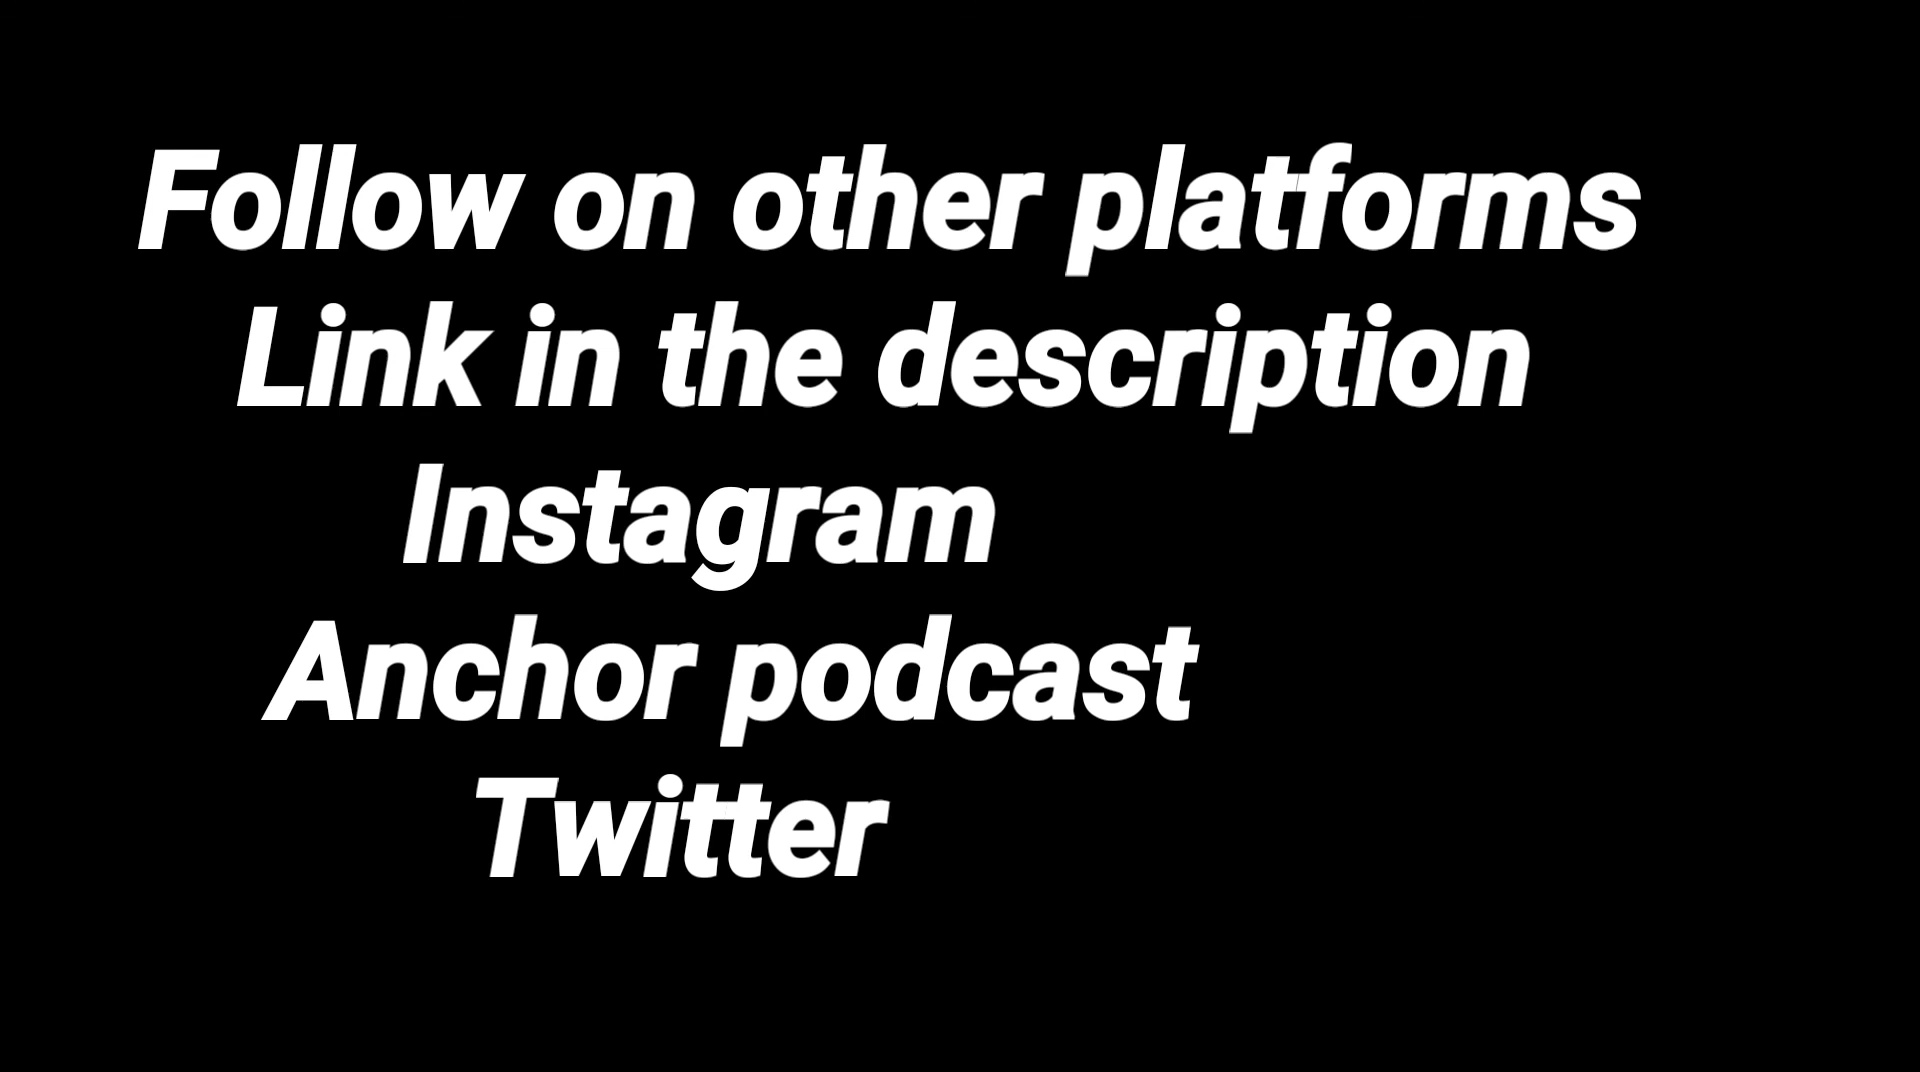 Follow on other platforms
Link in the description
Instagram
Anchor podcast
Twitter